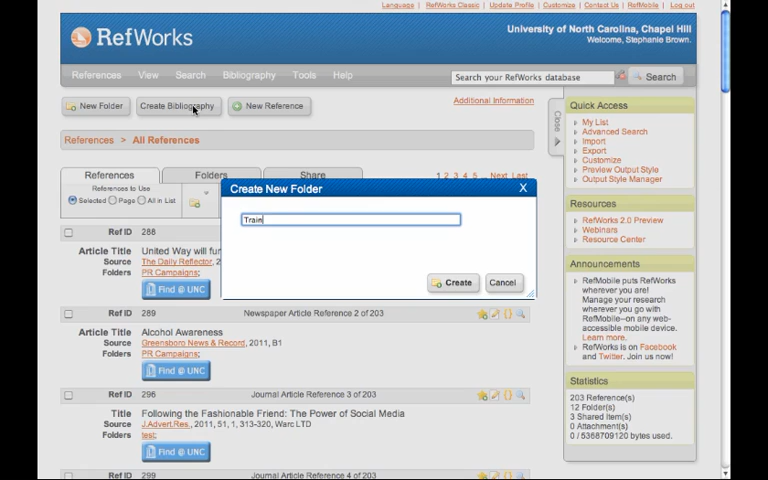 Language | RefWorks Classic | Update Profile | Customize | Contact Us | RefMobile | Log out
RefWorks
University of North Carolina, Chapel Hill
Welcome, Stephanie Brown.
References View Search Bibliography Tools Help
Search your RefWorks database
Search
New Folder
Create Bibliography
New Reference
Additional Information
Close
References > All References
References
Folders
Share
1 2 3 4 5 .. Next Last
References to Use
Selected Page All in List
Create New Folder
X
Train
Create
Cancel
Ref ID 288
Article Title United Way will fu
Source The Daily Reflector, 2
Folders PR Campaigns;
Find @ UNC
Ref ID 289 Newspaper Article Reference 2 of 203
Article Title Alcohol Awareness
Source Greensboro News & Record, 2011, B1
Folders PR Campaigns;
Find @ UNC
Ref ID 296 Journal Article Reference 3 of 203
Title Following the Fashionable Friend: The Power of Social Media
Source J.Advert.Res., 2011, 51, 1, 313-320, Warc LTD
Folders test;
Find @ UNC
Ref ID 299 Journal Article Reference 4 of 203
Quick Access
My List
Advanced Search
Import
Export
Customize
Preview Output Style
Output Style Manager
Resources
RefWorks 2.0 Preview
Webinars
Resource Center
Announcements
RefMobile puts RefWorks
wherever you are!
Manage your research
wherever you go with
RefMobile--on any web-
accessible mobile device.
Learn more.
RefWorks is on Facebook
and Twitter. Join us now!
Statistics
203 Reference(s)
12 Folder(s)
3 Shared Item(s)
0 Attachment(s)
0 / 5368709120 bytes used.